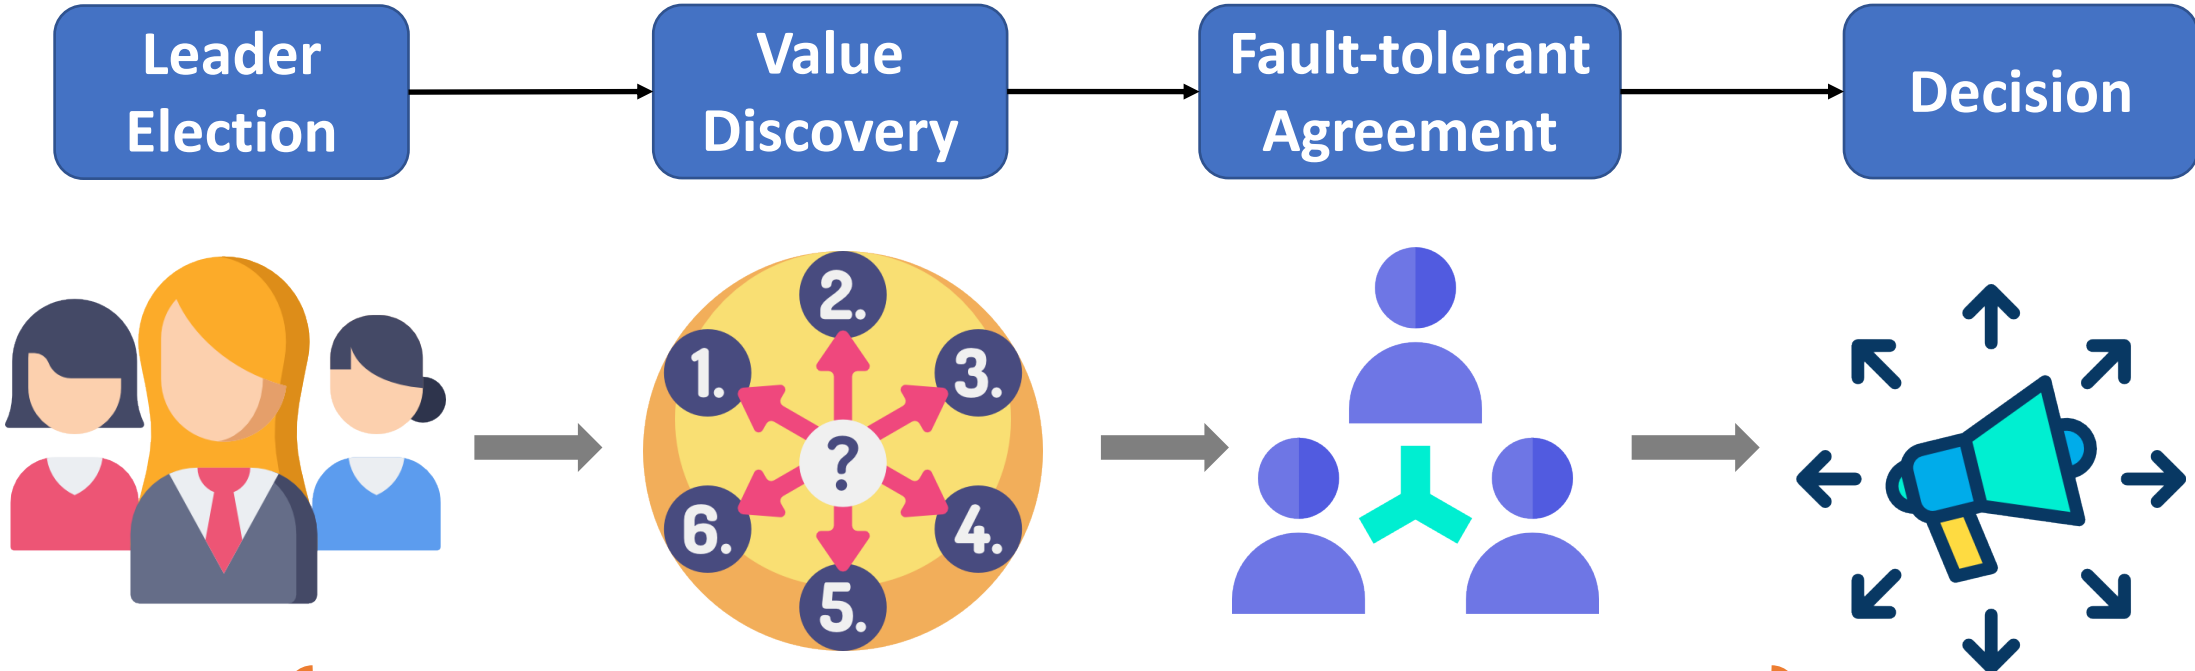 Leader
Election
Value
Discovery
Fault-tolerant
Agreement
Decision
2.
1.
3.
?
6.
4.
5.